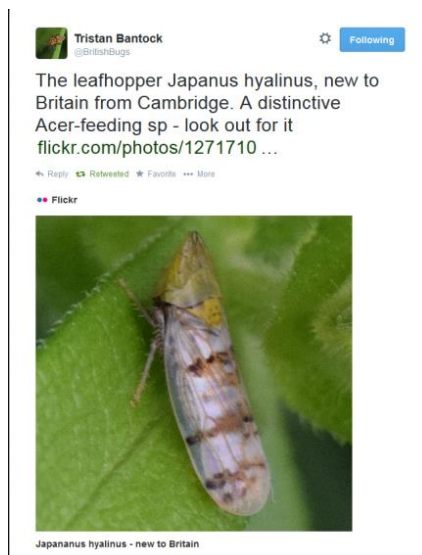 Tristan Bantock
@BritishBugs
Following
The leafhopper Japanus hyalinus, new to
Britain from Cambridge. A distinctive
Acer-feeding sp - look out for it
flickr.com/photos/1271710 ...
Reply Retweeted Favorite More
Flickr
Japananus hyalinus - new to Britain